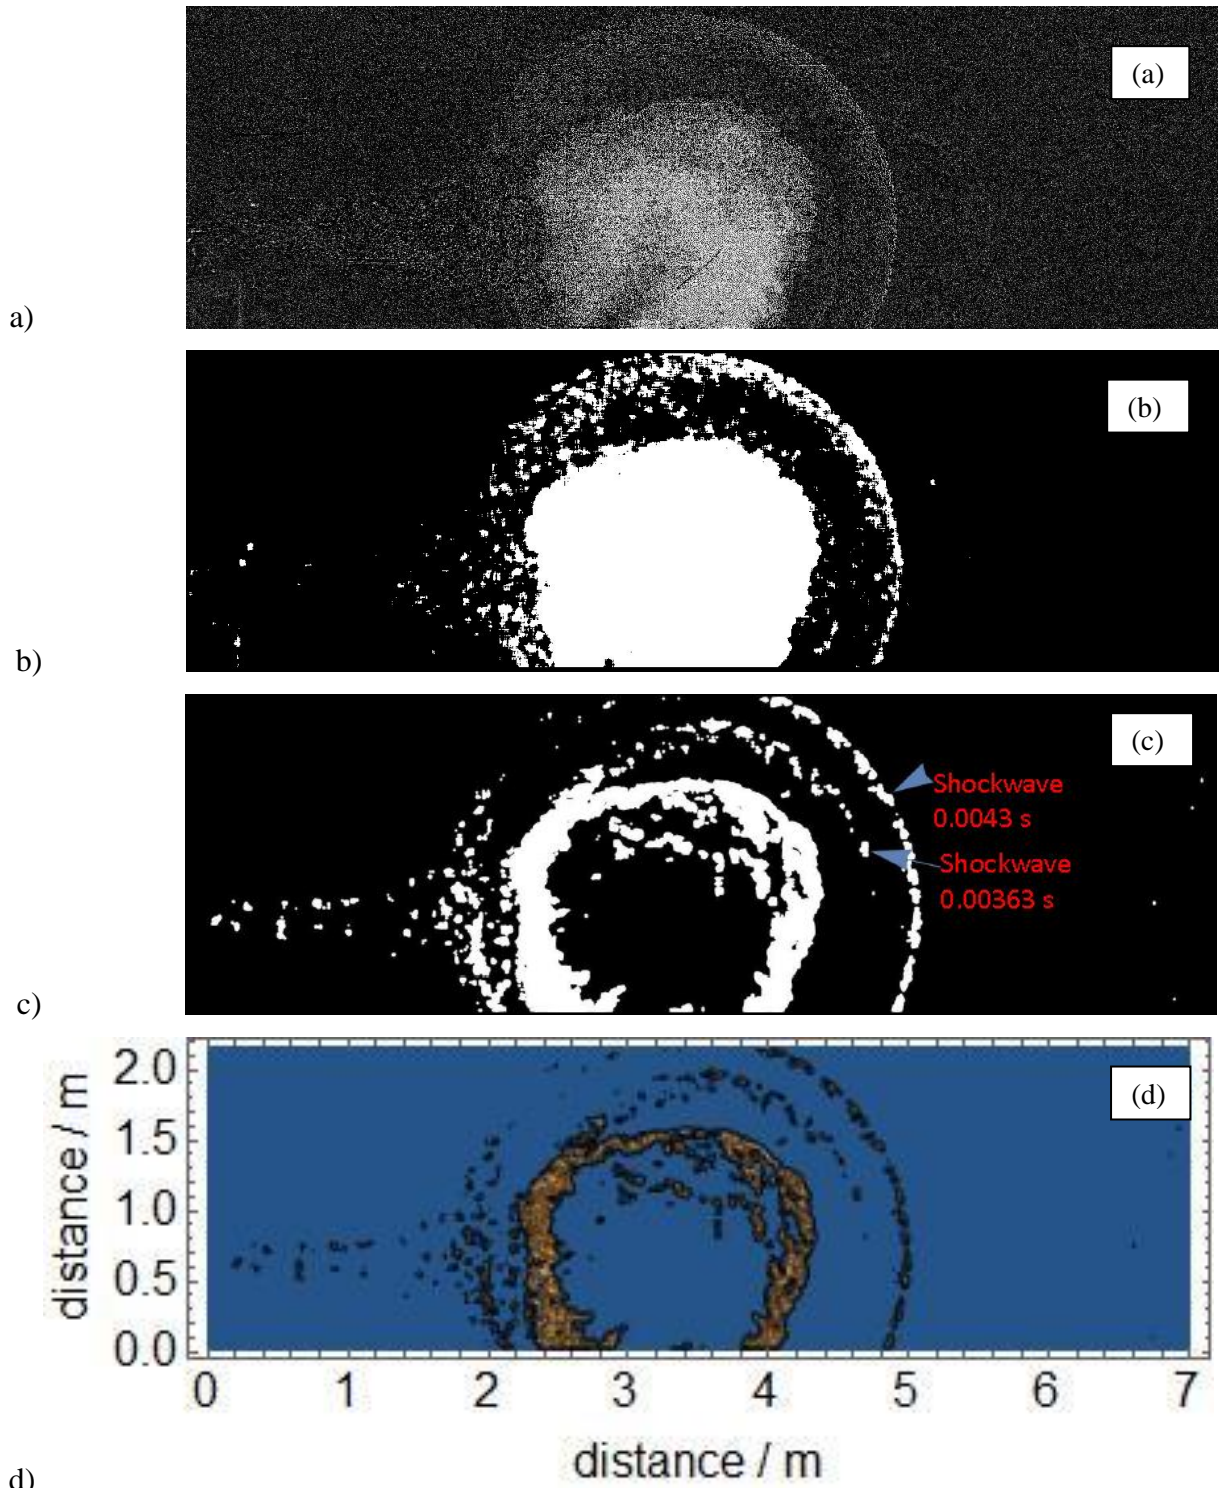 (a)
a)
(b)
b)
(c)
Shockwave
0.0043 s
Shockwave
0.00363 s
c)
(d)
2.0
1.5
1.0
0.5
0.0
distance / m
0 1 2 3 4 5 6 7
distance / m
d)